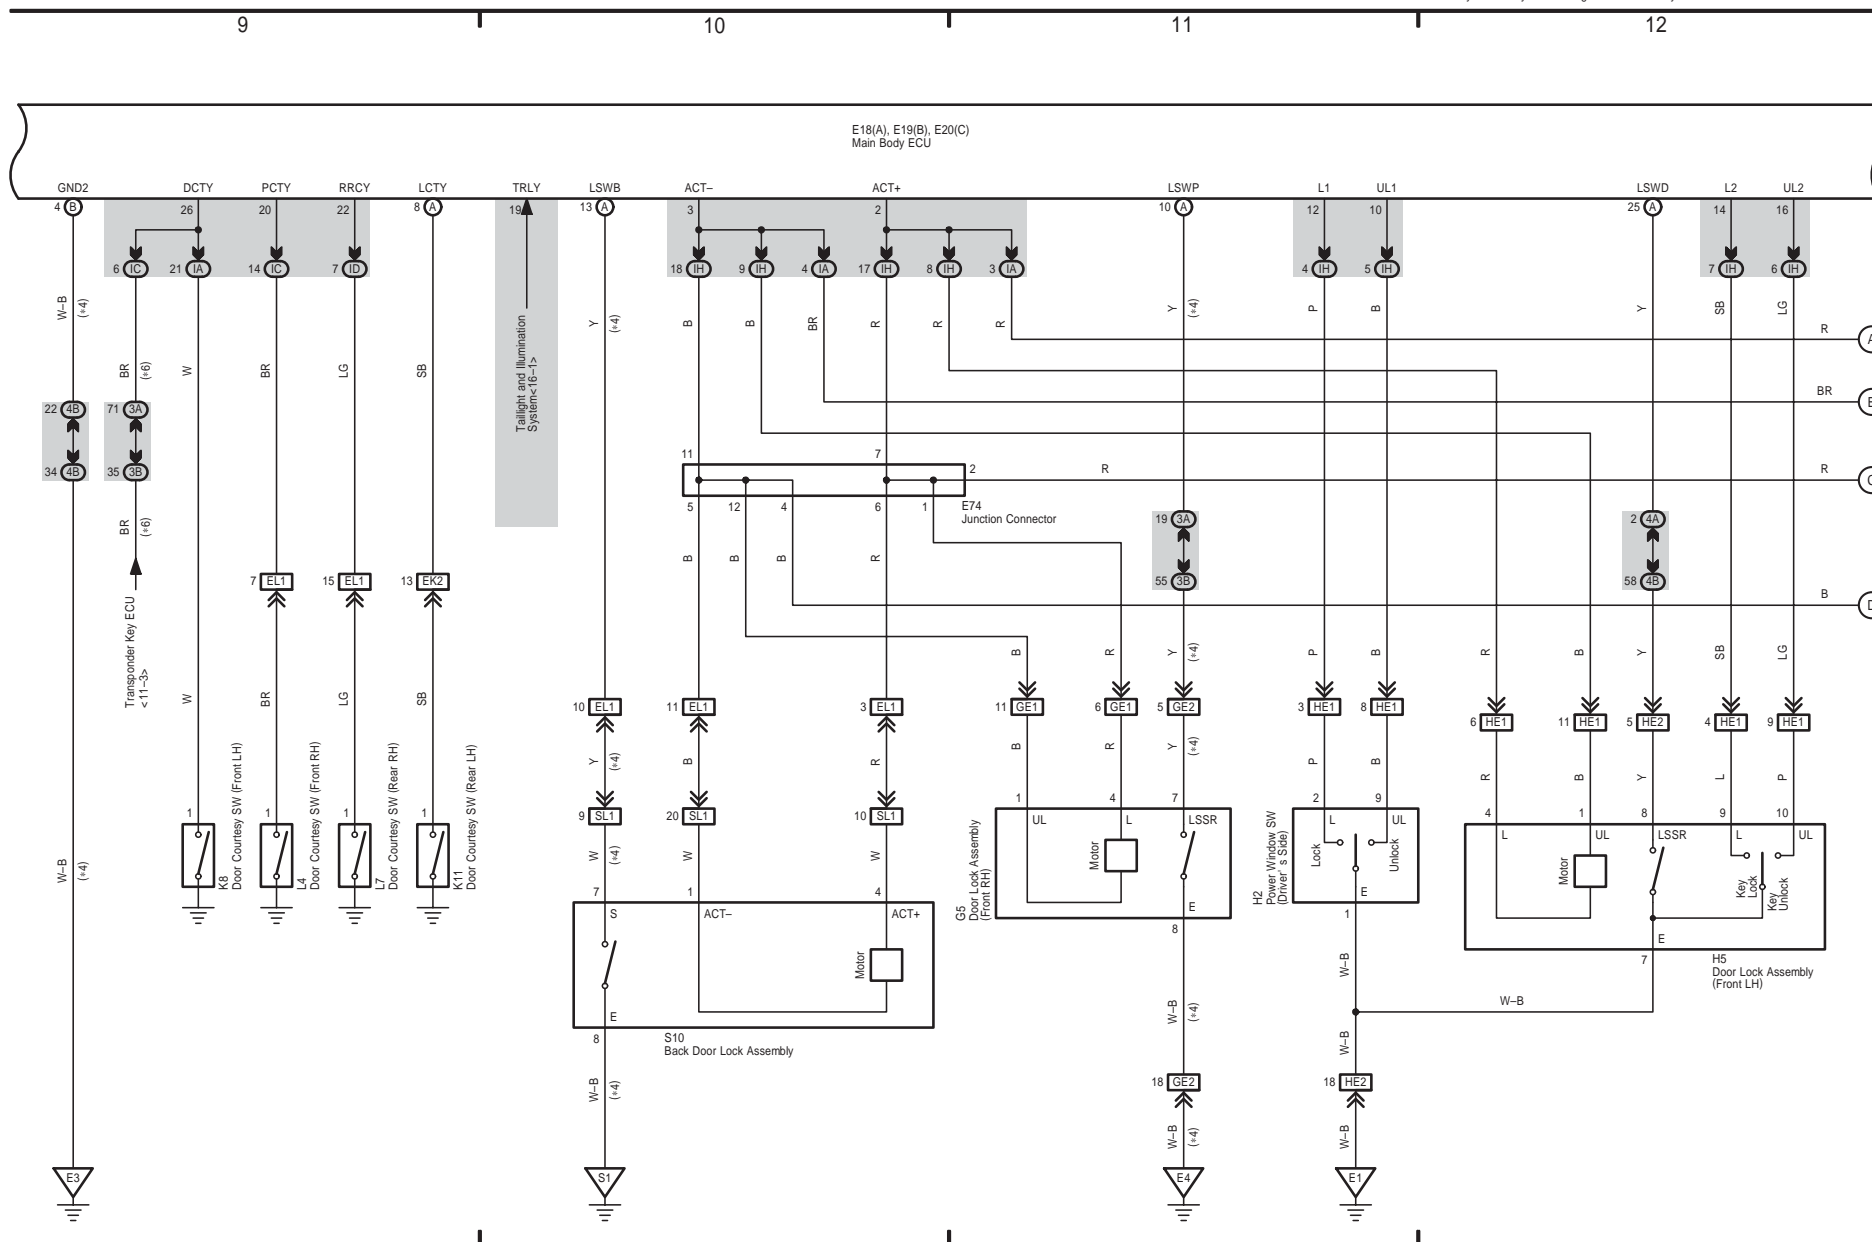 9 10 11 12
E18(A), E19(B), E20(C)
Main Body ECU
GND2 DCTY PCTY RRCY LCTY TRLY LSWB ACT– ACT+ LSWP L1 UL1 LSWD L2 UL2
4 B 26 20 22 8 A 19 13 A 3 2 10 A 12 10 25 A 14 16
6 IC 21 IA 14 IC 7 ID 18 IH 9 IH 4 IA 17 IH 8 IH 3 IA 4 IH 5 IH 7 IH 6 IH
W–B (*4) Y (*4) B B BR R R R Y (*4) P B Y SB LG
R
BR (*6) W BR LG SB
Taillight and Illumination
System<16–1>
BR
22 4B 71 3A
34 4B 35 3B
11 7 2 R R
5 12 4 6 1
E74
Junction Connector
19 3A 2 4A
BR (*6)
B B B R
55 3B 58 4B
7 EL1 15 EL1 13 EK2
B
Transponder Key ECU
<11–3>
W BR LG SB
B R Y (*4) P B R B Y SB LG
10 EL1 11 EL1 3 EL1 11 GE1 6 GE1 5 GE2 3 HE1 8 HE1
6 HE1 11 HE1 5 HE2 4 HE1 9 HE1
Y (*4) B R B R Y (*4) P B R B Y L P
9 SL1 20 SL1 10 SL1
1 1 1 1
K8
Door Courtesy SW (Front LH)
L4
Door Courtesy SW (Front RH)
L7
Door Courtesy SW (Rear RH)
K11
Door Courtesy SW (Rear LH)
W (*4) W W
W–B (*4)
1 4 7
UL L LSSR
Motor
E
8
G5
Door Lock Assembly
(Front RH)
2 9
L UL
Lock Unlock
E
1
H2
Power Window SW
(Driver' s Side)
4 1 8 9 10
L UL LSSR L UL
Motor
Key
Lock
Key
Unlock
E
7
H5
Door Lock Assembly
(Front LH)
7 1 4
S ACT– ACT+
Motor
E
8
S10
Back Door Lock Assembly
W–B (*4)
W–B (*4)
W–B
W–B
W–B
18 GE2 18 HE2
W–B (*4) W–B
E3 S1 E4 E1